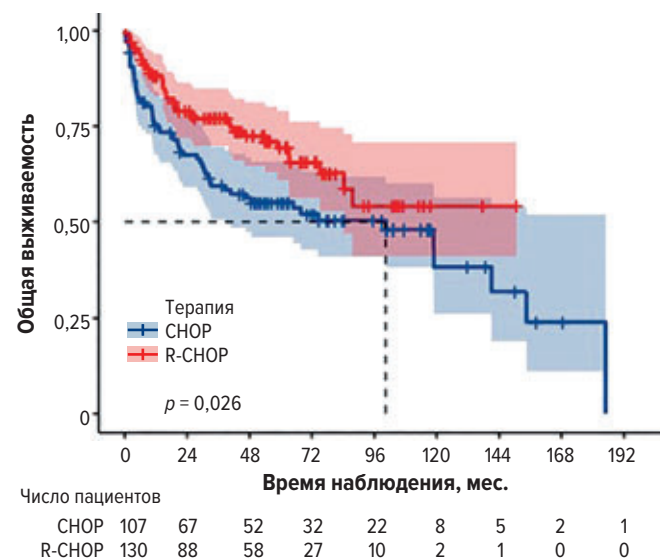 1,00
0,75
0,50
0,25
0
Общая выживаемость
Терапия
CHOP
R-CHOP
p = 0,026
0 24 48 72 96 120 144 168 192
Время наблюдения, мес.
Число пациентов
CHOP 107 67 52 32 22 8 5 2 1
R-CHOP 130 88 58 27 10 2 1 0 0